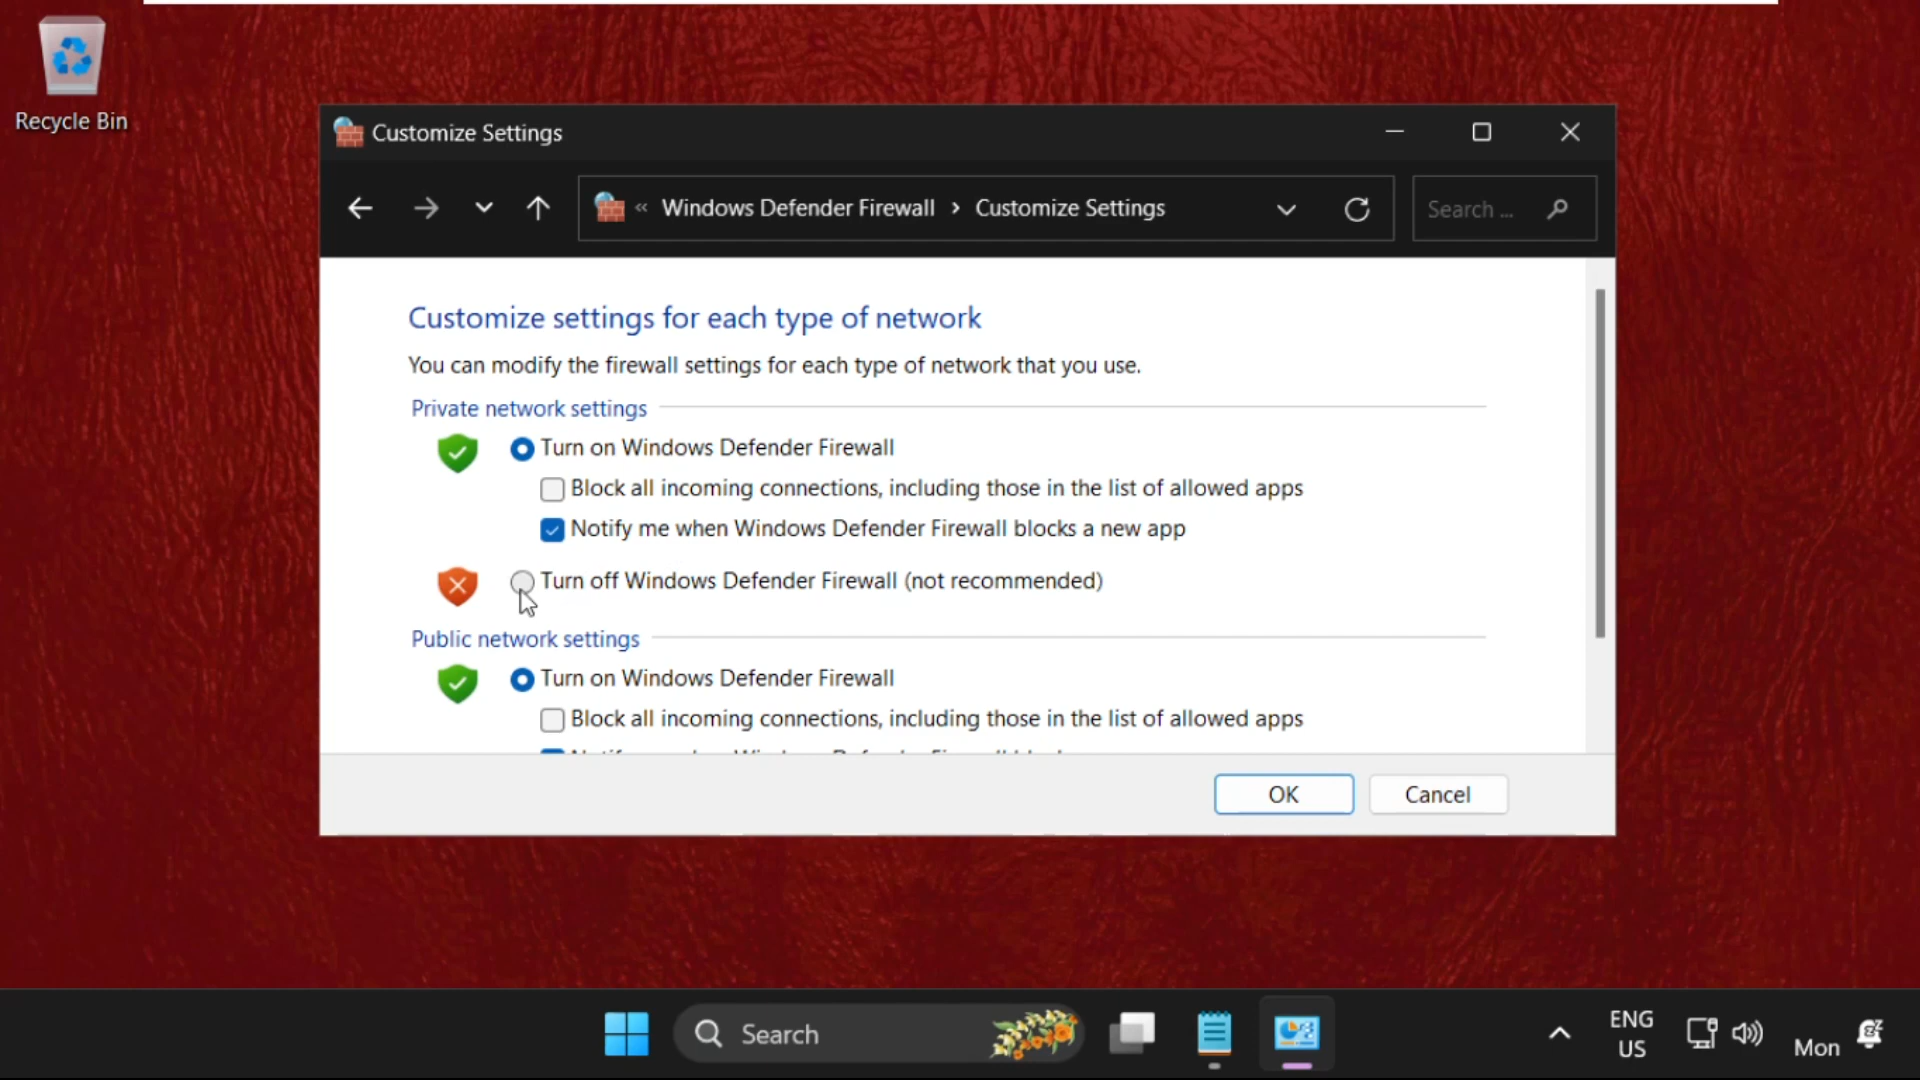 Recycle Bin
Customize Settings
« Windows Defender Firewall › Customize Settings
Search ...
Customize settings for each type of network
You can modify the firewall settings for each type of network that you use.
Private network settings
Turn on Windows Defender Firewall
Block all incoming connections, including those in the list of allowed apps
Notify me when Windows Defender Firewall blocks a new app
Turn off Windows Defender Firewall (not recommended)
Public network settings
Turn on Windows Defender Firewall
Block all incoming connections, including those in the list of allowed apps
OK
Cancel
Search
ENG
US
Mon